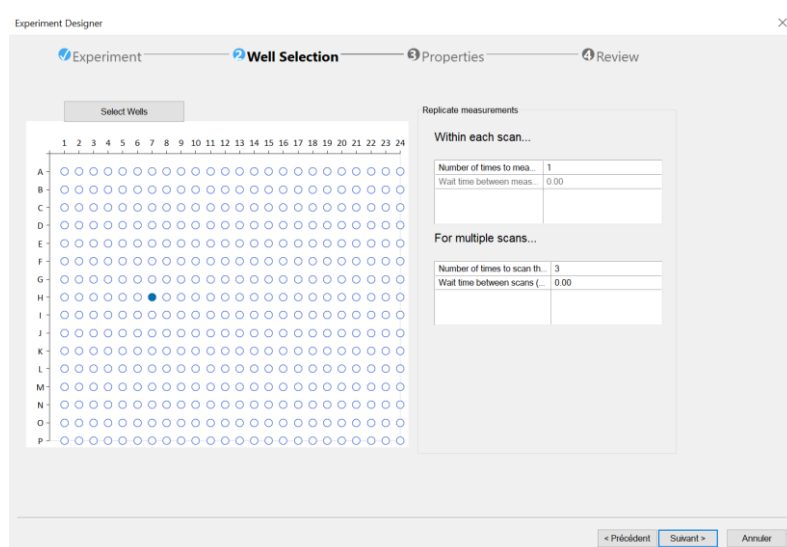 Experiment Designer
Experiment 2 Well Selection 3 Properties 4 Review
Select Wells
1 2 3 4 5 6 7 8 9 10 11 12 13 14 15 16 17 18 19 20 21 22 23 24
A
B
C
D
E
F
G
H
I
J
K
L
M
N
O
P
Replicate measurements
Within each scan...
Number of times to mea... 1
Wait time between meas... 0.00
For multiple scans...
Number of times to scan th... 3
Wait time between scans (... 0.00
< Précédent Suivant > Annuler